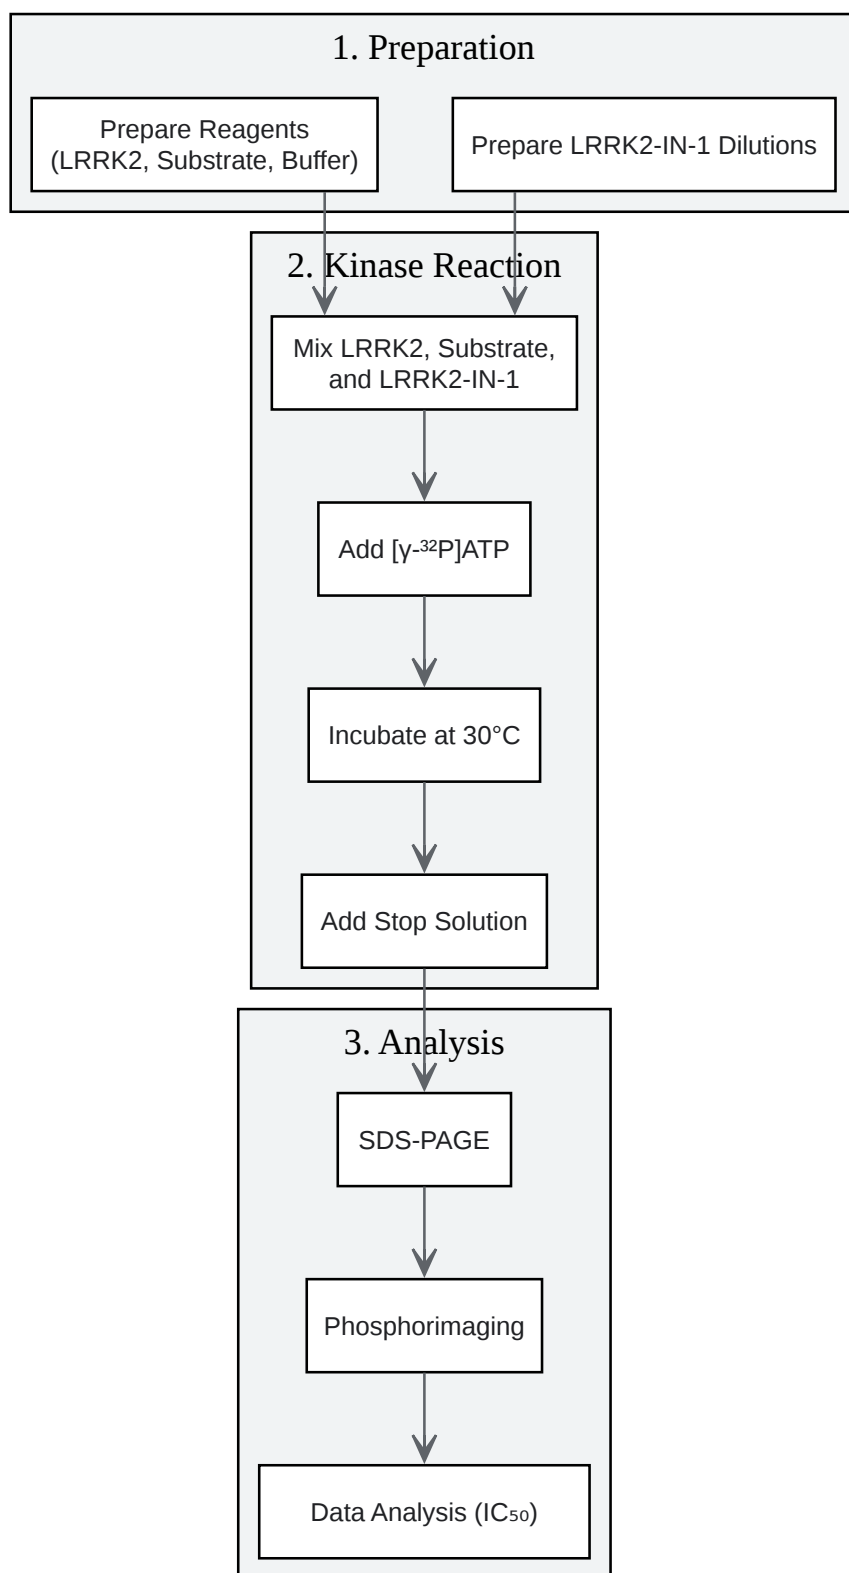 1. Preparation
Prepare Reagents
(LRRK2, Substrate, Buffer)
Prepare LRRK2-IN-1 Dilutions
2. Kinase Reaction
Mix LRRK2, Substrate,
and LRRK2-IN-1
Add [γ-³²P]ATP
Incubate at 30°C
Add Stop Solution
3. Analysis
SDS-PAGE
Phosphorimaging
Data Analysis (IC₅₀)